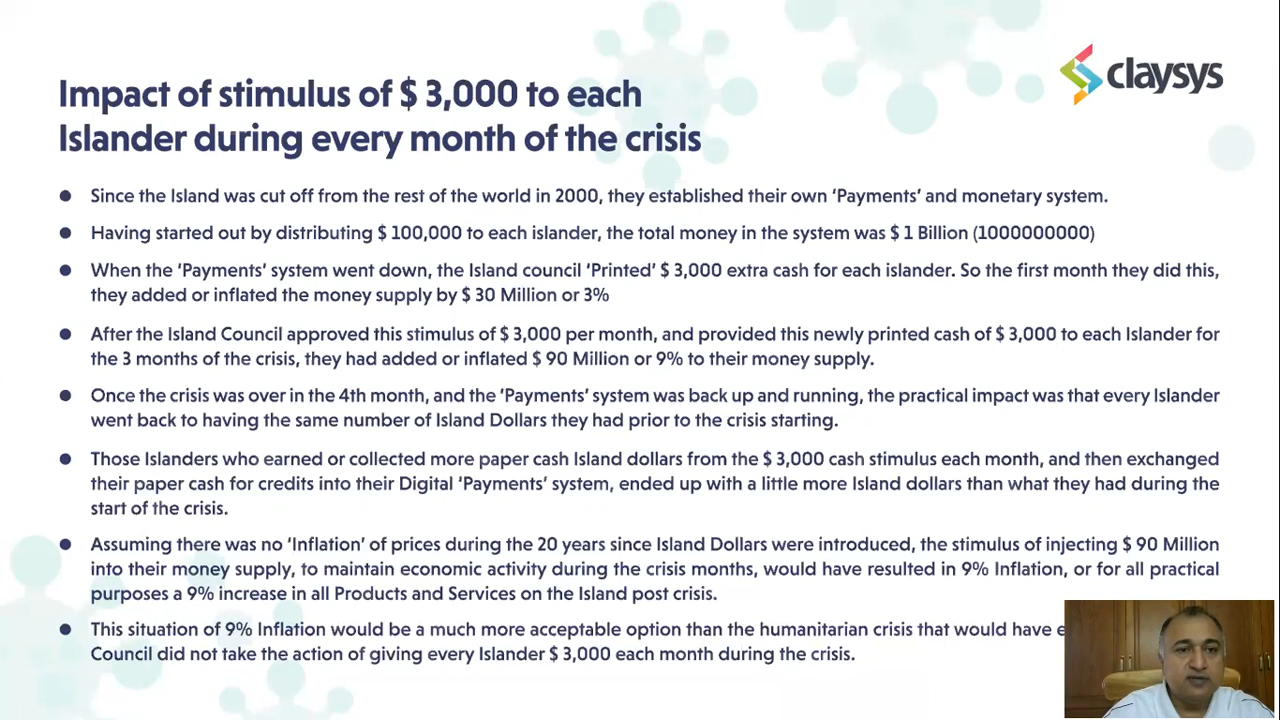 claysys
Impact of stimulus of $ 3,000 to each
Islander during every month of the crisis
● Since the Island was cut off from the rest of the world in 2000, they established their own ‘Payments’ and monetary system.
● Having started out by distributing $ 100,000 to each islander, the total money in the system was $ 1 Billion (1000000000)
● When the ‘Payments’ system went down, the Island council ‘Printed’ $ 3,000 extra cash for each islander. So the first month they did this,
they added or inflated the money supply by $ 30 Million or 3%
● After the Island Council approved this stimulus of $ 3,000 per month, and provided this newly printed cash of $ 3,000 to each Islander for
the 3 months of the crisis, they had added or inflated $ 90 Million or 9% to their money supply.
● Once the crisis was over in the 4th month, and the ‘Payments’ system was back up and running, the practical impact was that every Islander
went back to having the same number of Island Dollars they had prior to the crisis starting.
● Those Islanders who earned or collected more paper cash Island dollars from the $ 3,000 cash stimulus each month, and then exchanged
their paper cash for credits into their Digital ‘Payments’ system, ended up with a little more Island dollars than what they had during the
start of the crisis.
● Assuming there was no ‘Inflation’ of prices during the 20 years since Island Dollars were introduced, the stimulus of injecting $ 90 Million
into their money supply, to maintain economic activity during the crisis months, would have resulted in 9% Inflation, or for all practical
purposes a 9% increase in all Products and Services on the Island post crisis.
● This situation of 9% Inflation would be a much more acceptable option than the humanitarian crisis that would have
Council did not take the action of giving every Islander $ 3,000 each month during the crisis.